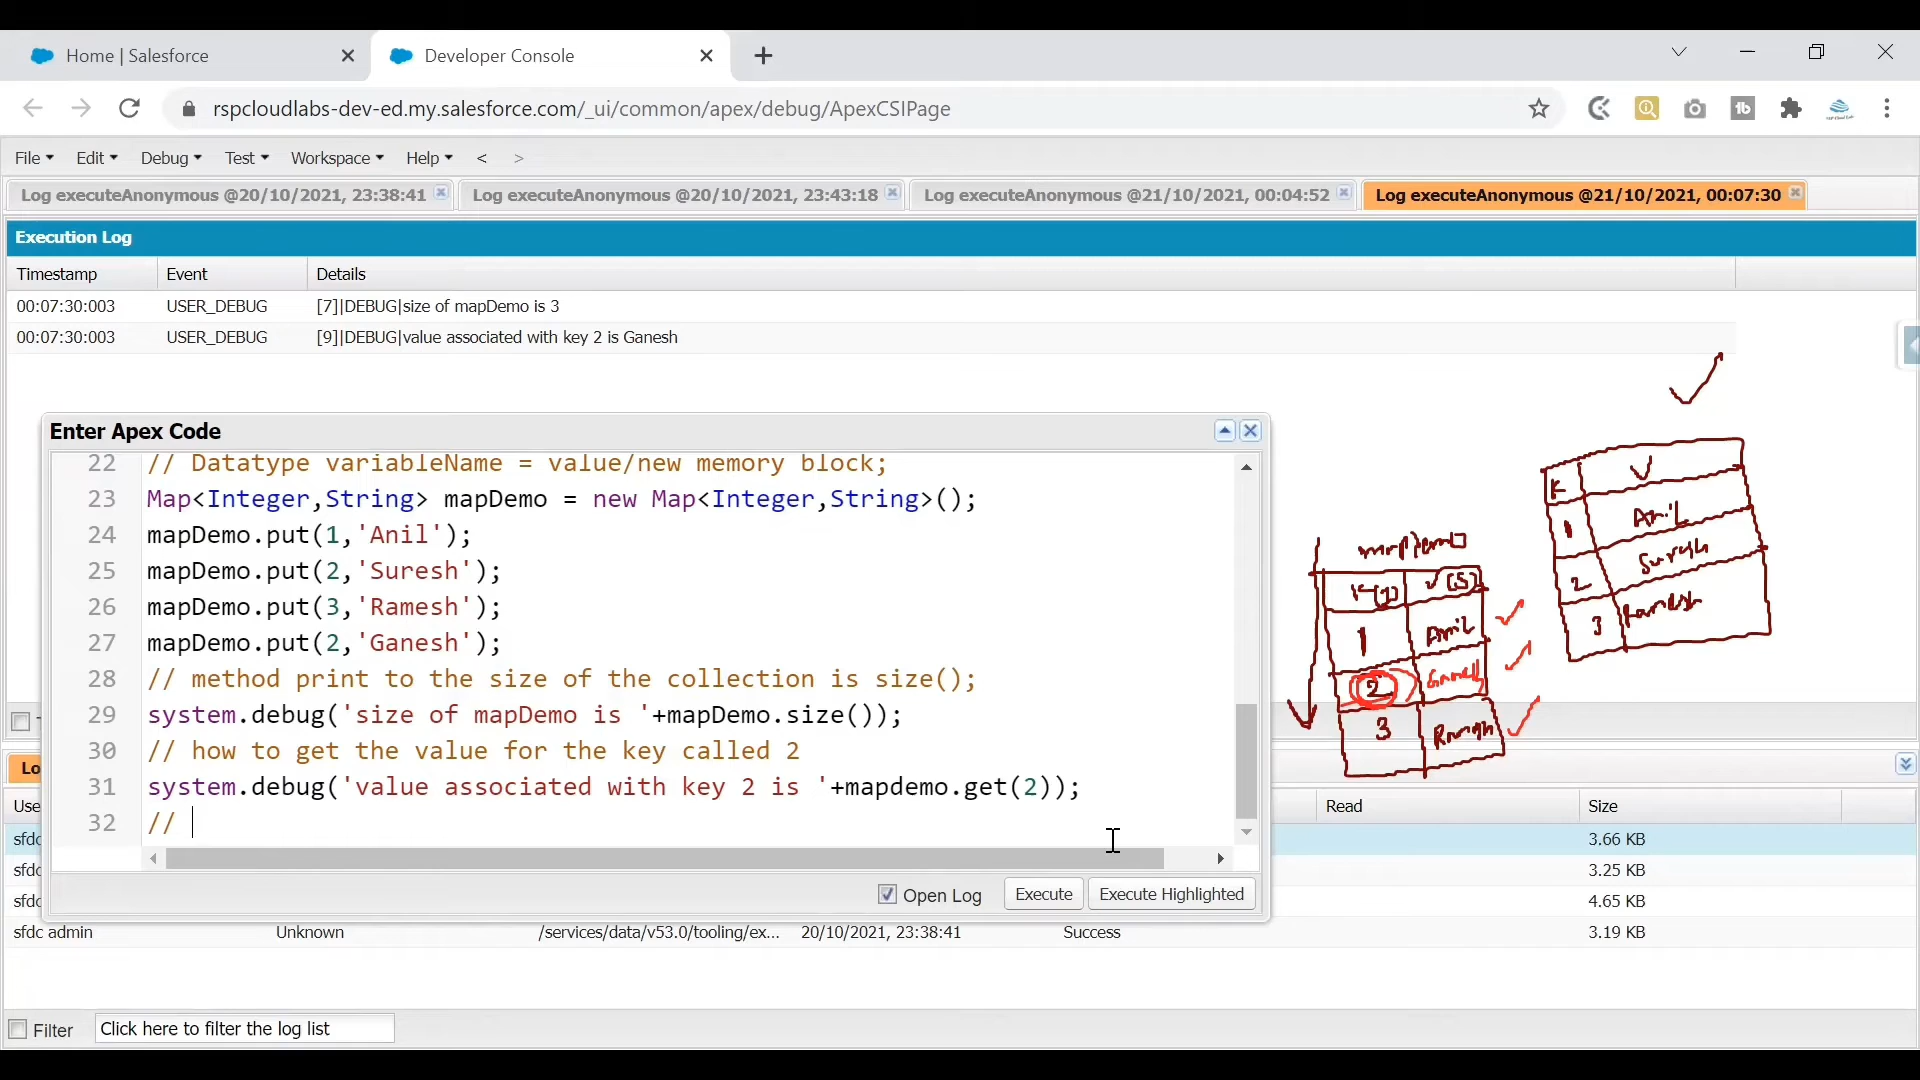 Home | Salesforce
Developer Console
rspcloudlabs-dev-ed.my.salesforce.com/_ui/common/apex/debug/ApexCSIPage
File Edit Debug Test Workspace Help < >
Log executeAnonymous @20/10/2021, 23:38:41
Log executeAnonymous @20/10/2021, 23:43:18
Log executeAnonymous @21/10/2021, 00:04:52
Log executeAnonymous @21/10/2021, 00:07:30
Execution Log
Timestamp Event Details
00:07:30:003 USER_DEBUG [7]|DEBUG|size of mapDemo is 3
00:07:30:003 USER_DEBUG [9]|DEBUG|value associated with key 2 is Ganesh
Enter Apex Code
22 // Datatype variableName = value/new memory block;
23 Map<Integer,String> mapDemo = new Map<Integer,String>();
24 mapDemo.put(1,'Anil');
25 mapDemo.put(2,'Suresh');
26 mapDemo.put(3,'Ramesh');
27 mapDemo.put(2,'Ganesh');
28 // method print to the size of the collection is size();
29 system.debug('size of mapDemo is '+mapDemo.size());
30 // how to get the value for the key called 2
31 system.debug('value associated with key 2 is '+mapdemo.get(2));
32 //
Open Log Execute Execute Highlighted
K V
1 Anil
2 Suresh
3 Ramesh
mapDemo
K(I) V(S)
1 Anil
2 Ganesh
3 Ramesh
Lo
Use Read Size
sfdc 3.66 KB
sfdc 3.25 KB
sfdc 4.65 KB
sfdc admin Unknown /services/data/v53.0/tooling/ex... 20/10/2021, 23:38:41 Success 3.19 KB
Filter Click here to filter the log list